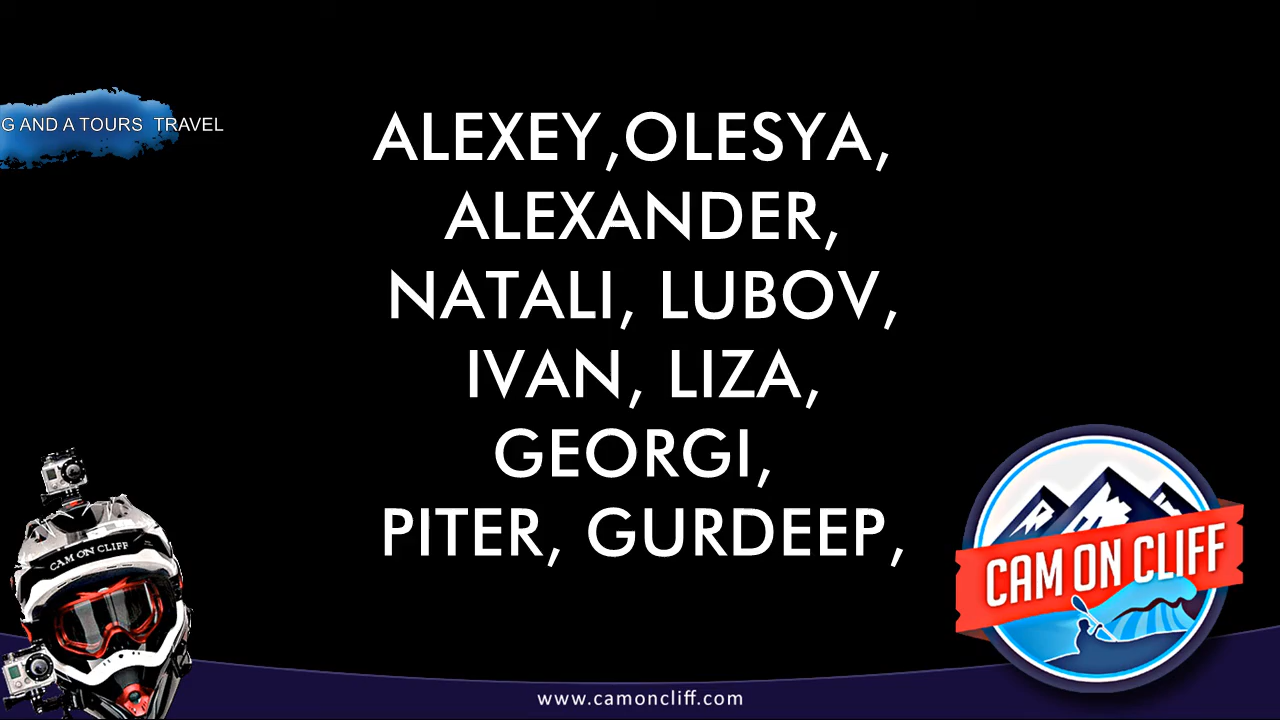 G AND A TOURS TRAVEL
ALEXEY,OLESYA,
ALEXANDER,
NATALI, LUBOV,
IVAN, LIZA,
GEORGI,
PITER, GURDEEP,
CAM ON CLIFF
CAM ON CLIFF
www.camoncliff.com